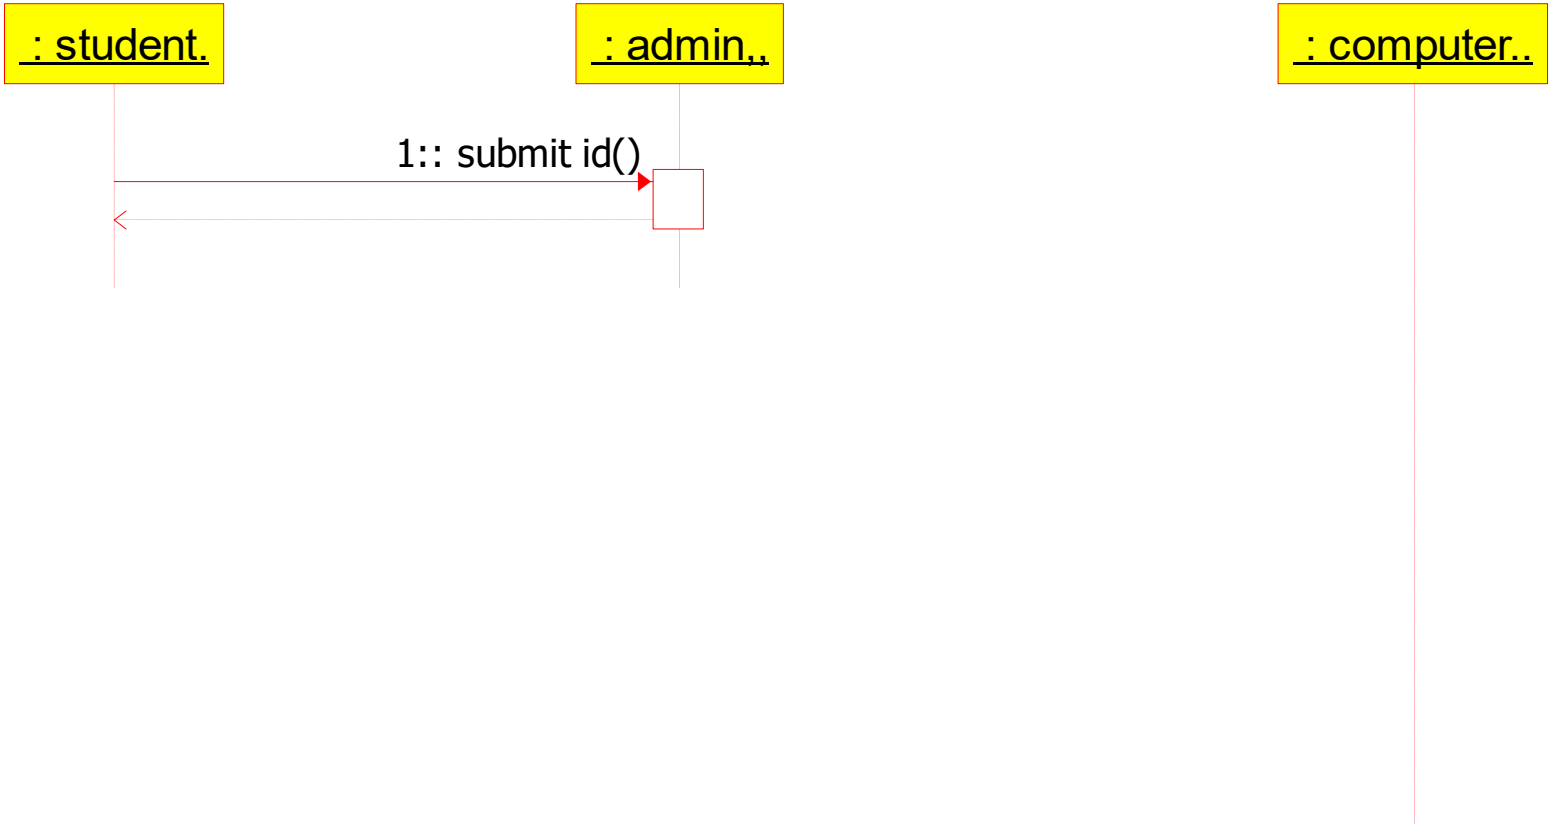 : student.
: admin,,
: computer..
1:: submit id()